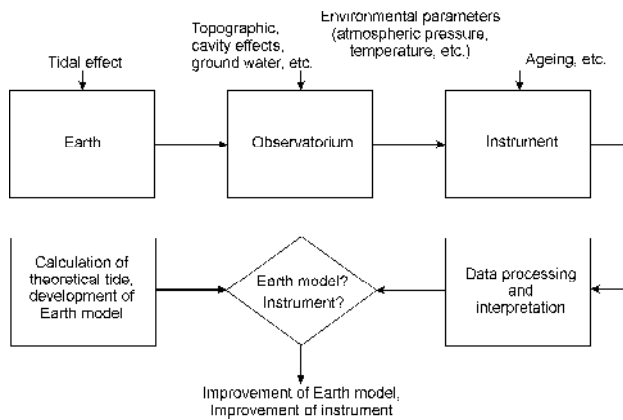 Tidal effect
Topographic,
cavity effects,
ground water, etc.
Environmental parameters
(atmospheric pressure,
temperature, etc.)
Ageing, etc.
Earth
Observatorium
Instrument
Calculation of
theoretical tide,
development of
Earth model
Earth model?
Instrument?
Data processing
and
interpretation
Improvement of Earth model,
Improvement of instrument